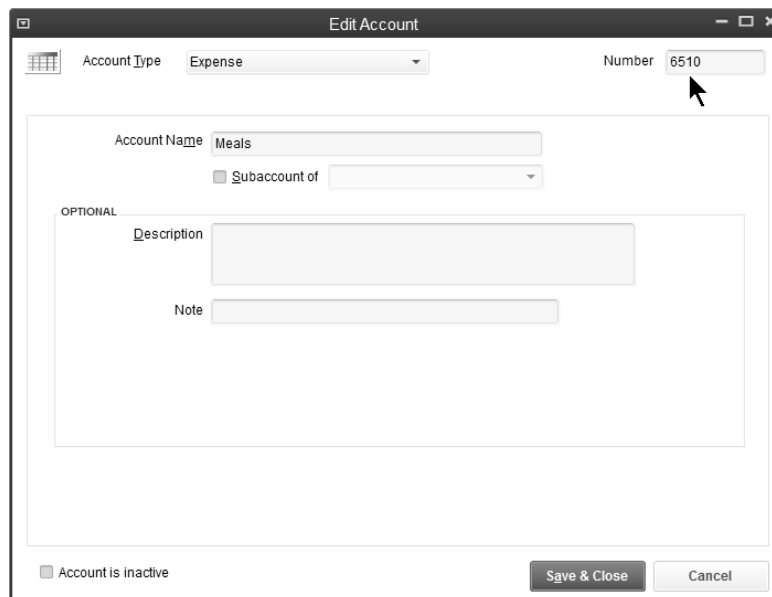 Edit Account
Account Type Expense Number 6510
Account Name Meals
Subaccount of
OPTIONAL
Description
Note
Account is inactive Save & Close Cancel